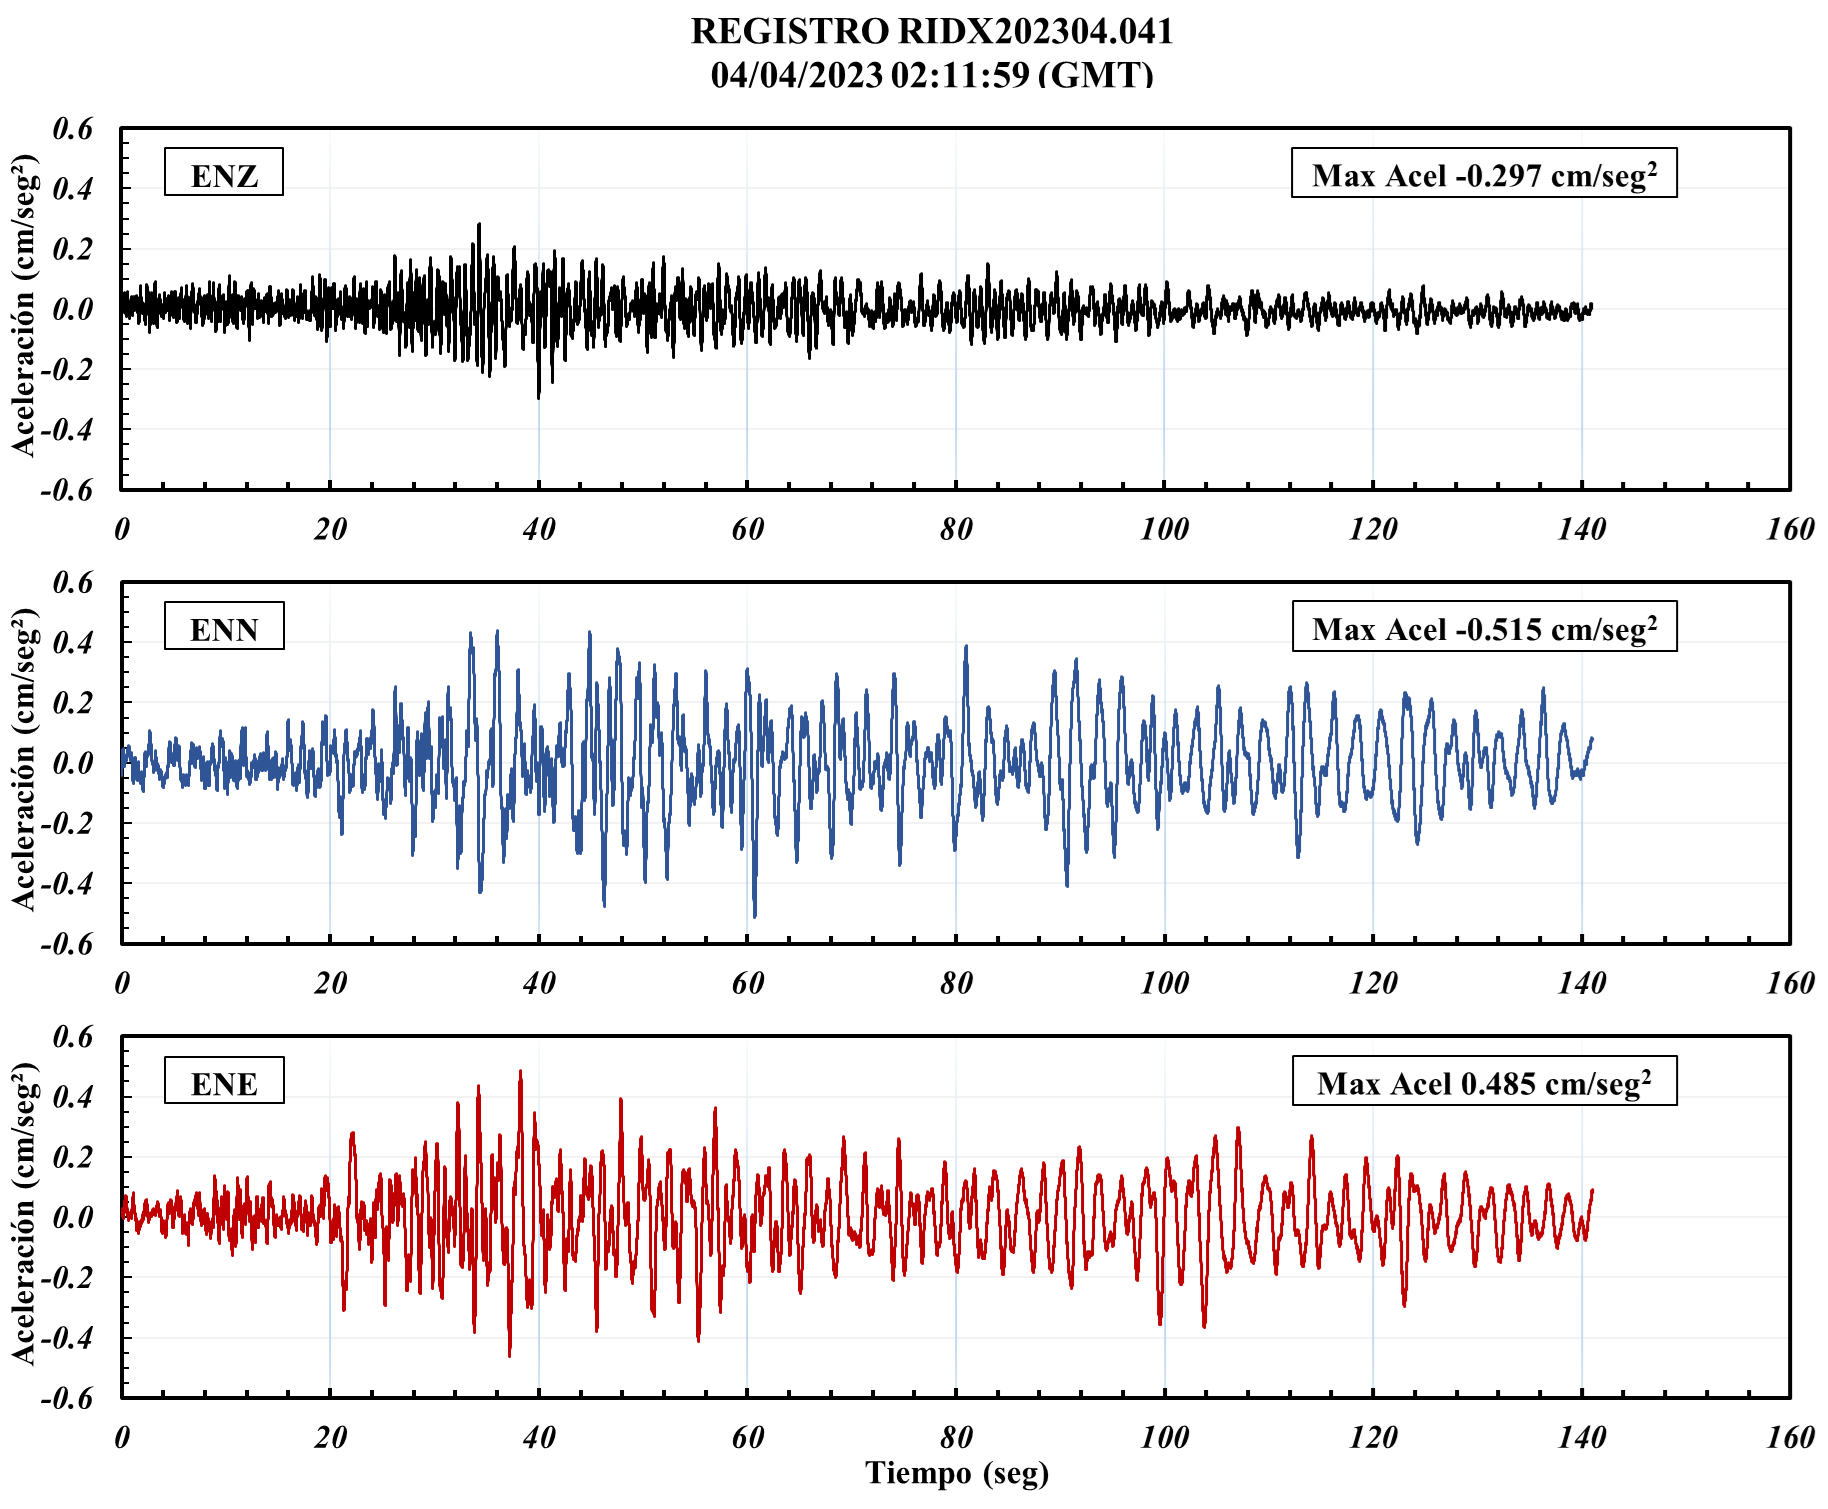 REGISTRO RIDX202304.041
04/04/2023 02:11:59 (GMT)
Aceleración (cm/seg²)
0.6
0.4
0.2
0.0
-0.2
-0.4
-0.6
ENZ
Max Acel -0.297 cm/seg²
0 20 40 60 80 100 120 140 160
Aceleración (cm/seg²)
0.6
0.4
0.2
0.0
-0.2
-0.4
-0.6
ENN
Max Acel -0.515 cm/seg²
0 20 40 60 80 100 120 140 160
Aceleración (cm/seg²)
0.6
0.4
0.2
0.0
-0.2
-0.4
-0.6
ENE
Max Acel 0.485 cm/seg²
0 20 40 60 80 100 120 140 160
Tiempo (seg)